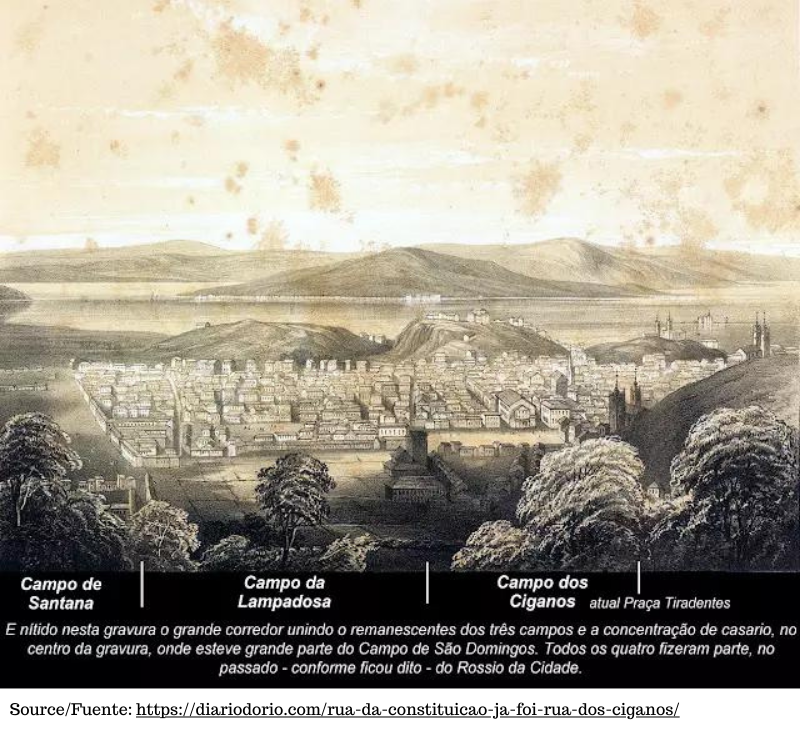 Campo de
Santana
Campo da
Lampadosa
Campo dos
Ciganos atual Praça Tiradentes
E nítido nesta gravura o grande corredor unindo o remanescentes dos três campos e a concentração de casario, no
centro da gravura, onde esteve grande parte do Campo de São Domingos. Todos os quatro fizeram parte, no
passado - conforme ficou dito - do Rossio da Cidade.
Source/Fuente: https://diariodorio.com/rua-da-constituicao-ja-foi-rua-dos-ciganos/